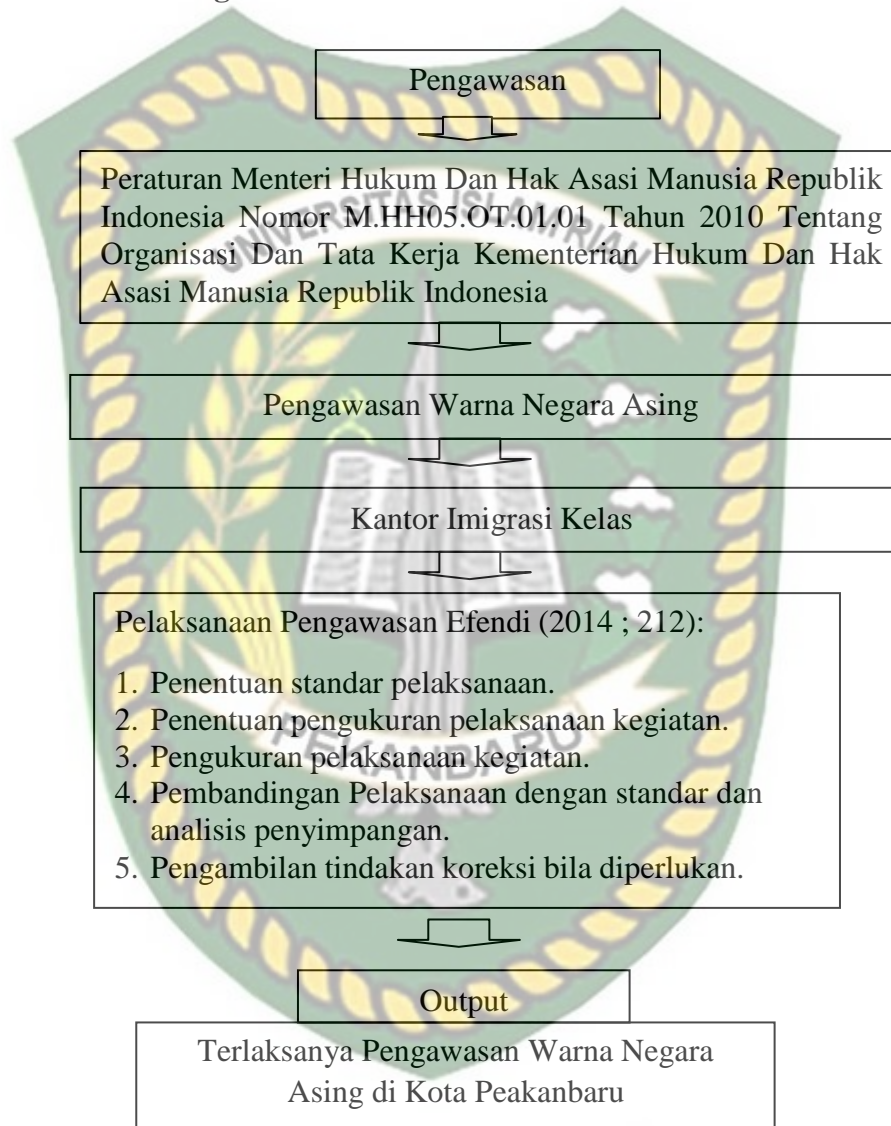 Pengawasan
Peraturan Menteri Hukum Dan Hak Asasi Manusia Republik
Indonesia Nomor M.HH05.OT.01.01 Tahun 2010 Tentang
Organisasi Dan Tata Kerja Kementerian Hukum Dan Hak
Asasi Manusia Republik Indonesia
UNIVERSITAS ISLAM RIAU
Pengawasan Warna Negara Asing
Kantor Imigrasi Kelas
Pelaksanaan Pengawasan Efendi (2014 ; 212):
1. Penentuan standar pelaksanaan.
2. Penentuan pengukuran pelaksanaan kegiatan.
3. Pengukuran pelaksanaan kegiatan.
4. Pembandingan Pelaksanaan dengan standar dan
analisis penyimpangan.
5. Pengambilan tindakan koreksi bila diperlukan.
PEKANBARU
Output
Terlaksanya Pengawasan Warna Negara
Asing di Kota Peakanbaru